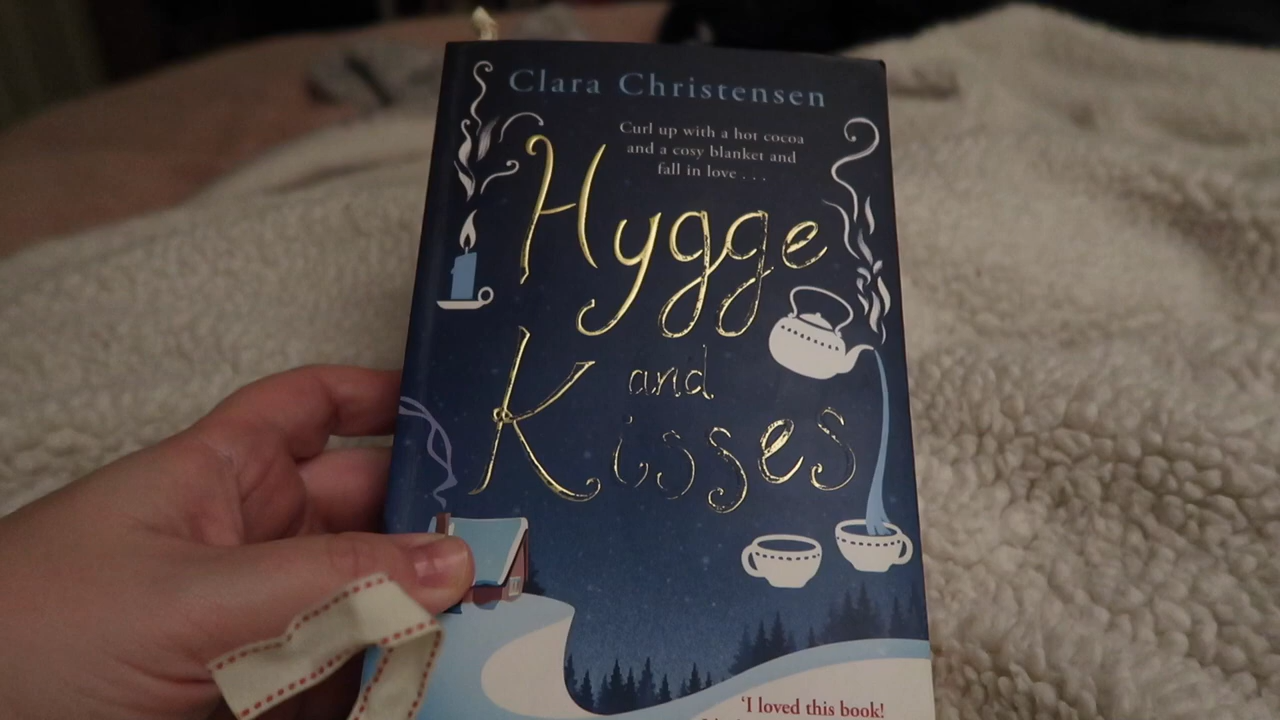 Clara Christensen
Curl up with a hot cocoa
and a cosy blanket and
fall in love . . .
Hygge
and
Kisses
'I loved this book!